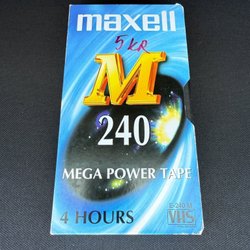 maxell
5 KR
M
240
MEGA POWER TAPE
4 HOURS
E-240 M
VHS